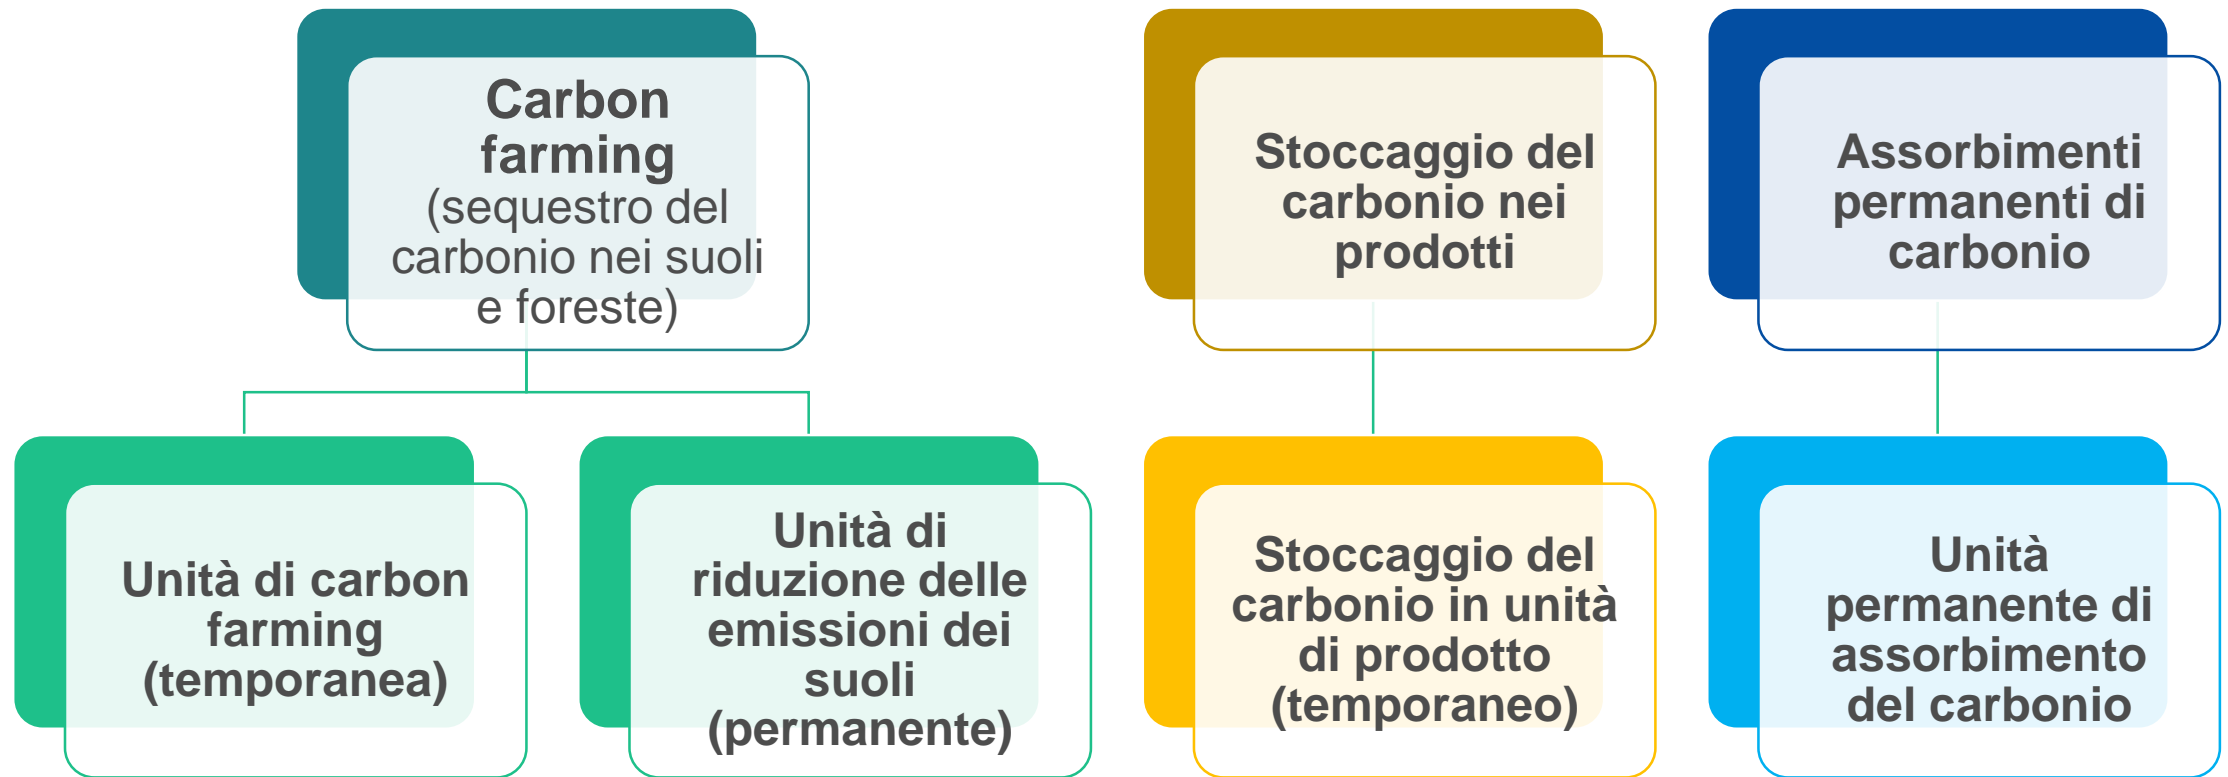 Carbon
farming
(sequestro del
carbonio nei suoli
e foreste)
Stoccaggio del
carbonio nei
prodotti
Assorbimenti
permanenti di
carbonio
Unità di carbon
farming
(temporanea)
Unità di
riduzione delle
emissioni dei
suoli
(permanente)
Stoccaggio del
carbonio in unità
di prodotto
(temporaneo)
Unità
permanente di
assorbimento
del carbonio